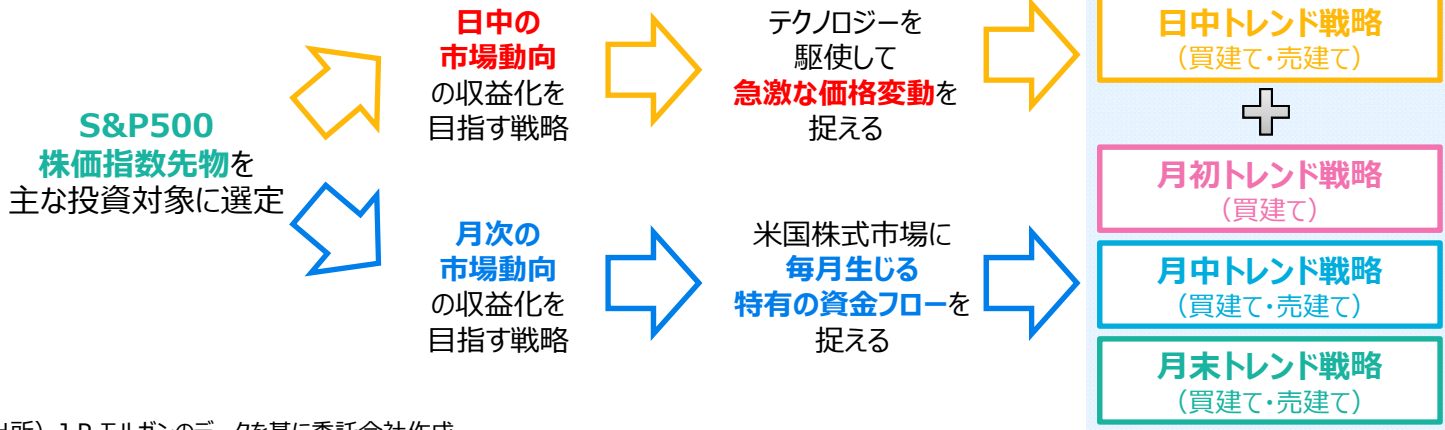 S&P500
株価指数先物を
主な投資対象に選定
日中の
市場動向
の収益化を
目指す戦略
テクノロジーを
駆使して
急激な価格変動を
捉える
日中トレンド戦略
（買建て・売建て）
月次の
市場動向
の収益化を
目指す戦略
米国株式市場に
毎月生じる
特有の資金フローを
捉える
月初トレンド戦略
（買建て）
月中トレンド戦略
（買建て・売建て）
月末トレンド戦略
（買建て・売建て）